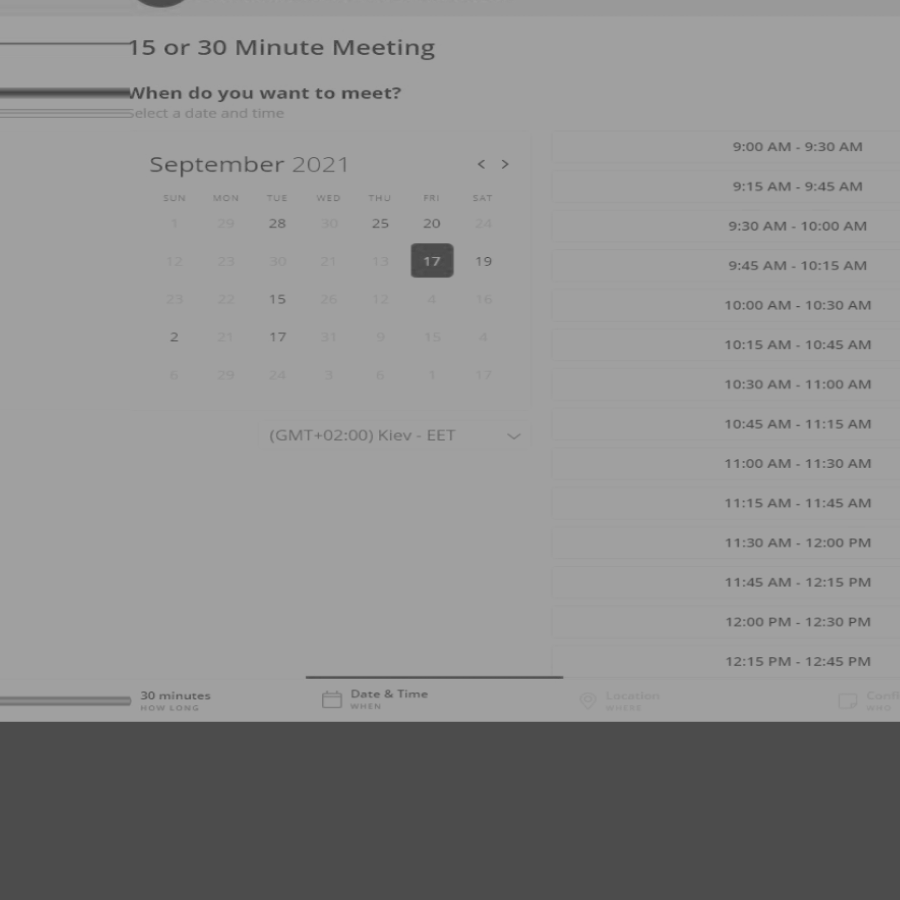 15 or 30 Minute Meeting
When do you want to meet?
Select a date and time
September 2021
< >
SUN MON TUE WED THU FRI SAT
1 29 28 30 25 20 24
12 23 30 21 13 17 19
23 22 15 26 12 4 16
2 21 17 31 9 15 4
6 29 24 3 6 1 17
(GMT+02:00) Kiev - EET
9:00 AM - 9:30 AM
9:15 AM - 9:45 AM
9:30 AM - 10:00 AM
9:45 AM - 10:15 AM
10:00 AM - 10:30 AM
10:15 AM - 10:45 AM
10:30 AM - 11:00 AM
10:45 AM - 11:15 AM
11:00 AM - 11:30 AM
11:15 AM - 11:45 AM
11:30 AM - 12:00 PM
11:45 AM - 12:15 PM
12:00 PM - 12:30 PM
12:15 PM - 12:45 PM
30 minutes
HOW LONG
Date & Time
WHEN
Location
WHERE
WHO